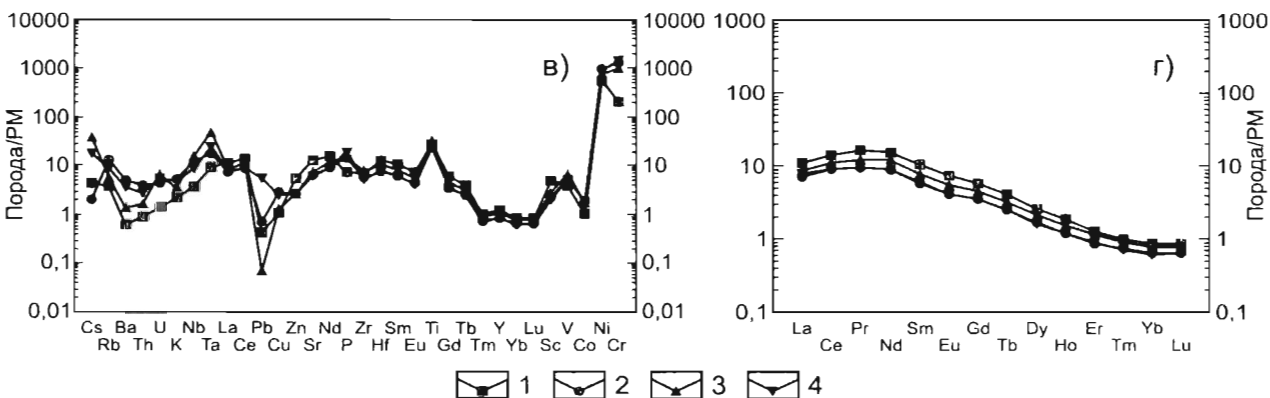 10000
1000
100
10
1
0,1
0,01
Порода/РМ
в)
10000
1000
100
10
1
0,1
0,01
Cs Ba U Nb La Pb Zn Nd Zr Sm Ti Tb Y Lu V Ni
Rb Th K Ta Ce Cu Sr P Hf Eu Gd Tm Yb Sc Co Cr
1000
100
10
1
0,1
г)
1000
100
10
1
0,1
Порода/РМ
La Pr Nd Sm Gd Dy Er Yb
Ce Eu Tb Ho Tm Lu
1 2 3 4